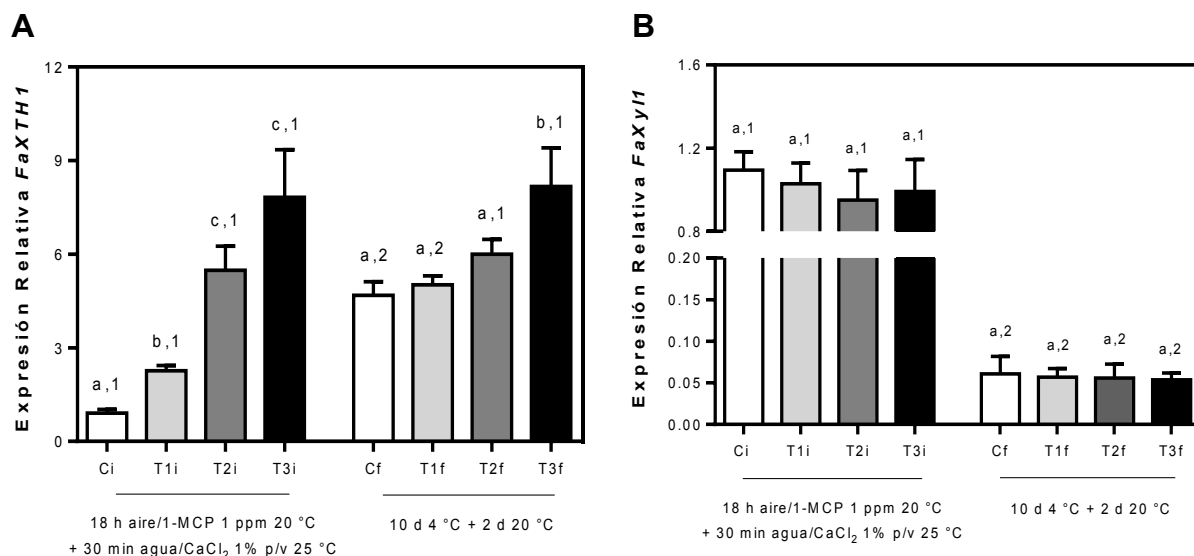 A
Expresión Relativa FaXTH1
12
9
6
3
0
a,1
b,1
c,1
c,1
a,2
a,2
a,1
b,1
Ci T1i T2i T3i Cf T1f T2f T3f
18 h aire/1-MCP 1 ppm 20 °C
+ 30 min agua/CaCl2 1% p/v 25 °C
10 d 4 °C + 2 d 20 °C
B
Expresión Relativa FaXyl1
1.6
1.2
0.8
0.20
0.15
0.10
0.05
0.00
a,1
a,1
a,1
a,1
a,2
a,2
a,2
a,2
Ci T1i T2i T3i Cf T1f T2f T3f
18 h aire/1-MCP 1 ppm 20 °C
+ 30 min agua/CaCl2 1% p/v 25 °C
10 d 4 °C + 2 d 20 °C